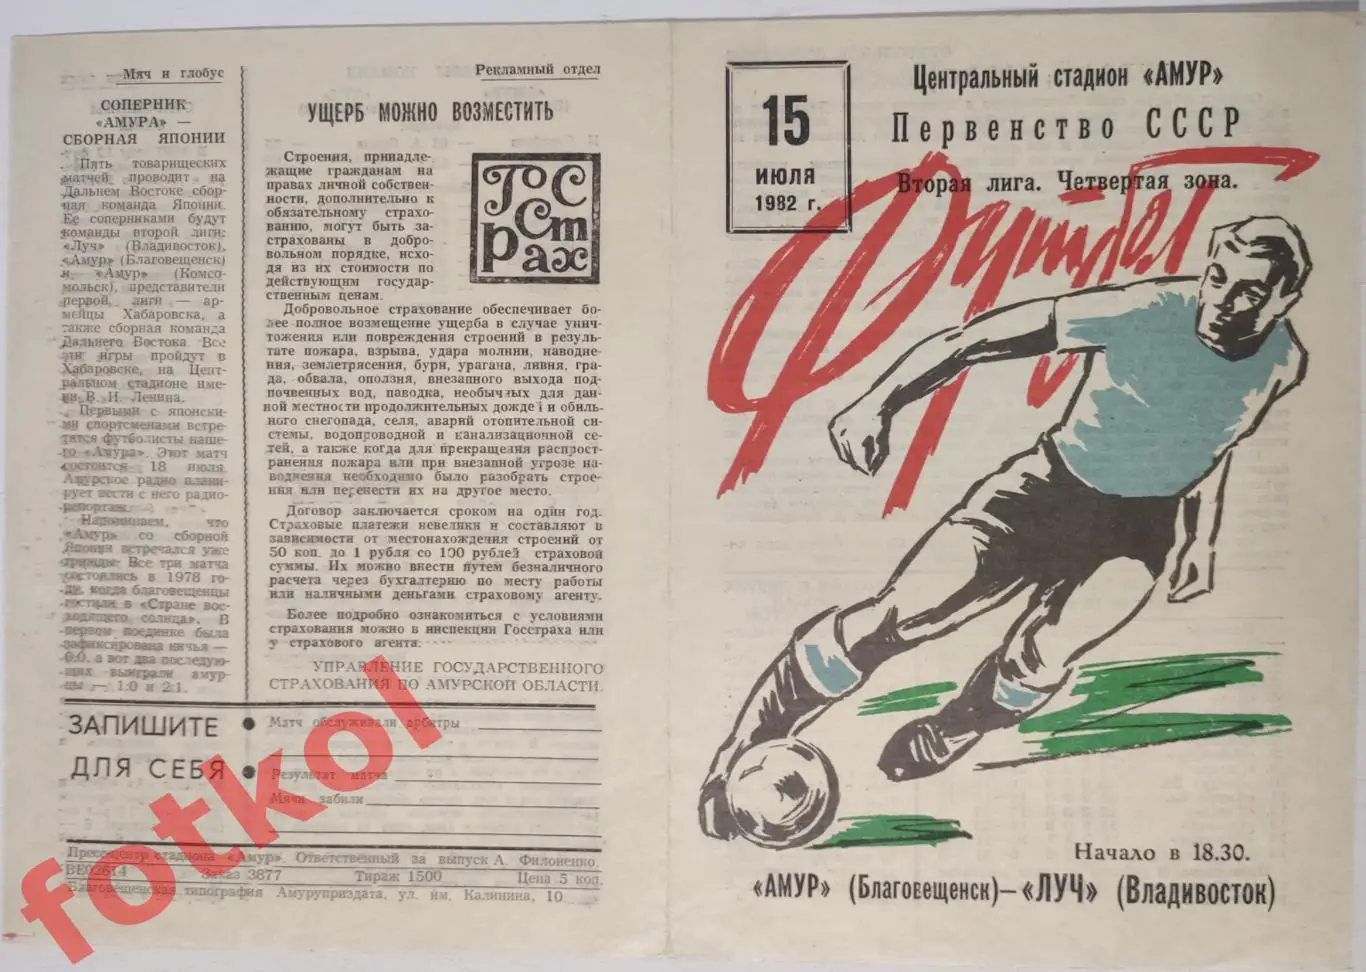 Мяч и глобус
СОПЕРНИК
«АМУРА» —
СБОРНАЯ ЯПОНИИ
Пять товарищеских
матчей проводит на
Дальнем Востоке сбор-
ная команда Японии.
Ее соперниками будут
команды второй лиги:
«Луч» (Владивосток),
«Амур» (Благовещенск)
и «Амур» (Комсо-
мольск), представители
первой лиги — ар-
мейцы Хабаровска, а
также сборная команда
Дальнего Востока. Все
эти игры пройдут в
Хабаровске, на Цент-
ральном стадионе име-
ни В. И. Ленина.
Первыми с японски-
ми спортсменами встре-
тятся футболисты наше-
го «Амура». Этот матч
состоится 18 июля.
Амурское радио плани-
рует вести с него радио-
репортаж.
Напоминаем, что
«Амур» со сборной
Японии встречался уже
трижды. Все три матча
состоялись в 1978 го-
ду, когда благовещенцы
гостили в «Стране вос-
ходящего солнца». В
первом поединке была
зафиксирована ничья —
0:0, а вот два последую-
щих выиграли амур-
цы — 1:0 и 2:1.
Рекламный отдел
УЩЕРБ МОЖНО ВОЗМЕСТИТЬ
ГОССТРАХ
Строения, принадле-
жащие гражданам на
правах личной собствен-
ности, дополнительно к
обязательному страхо-
ванию, могут быть за-
страхованы в добро-
вольном порядке, исхо-
дя из их стоимости по
действующим государ-
ственным ценам.
Добровольное страхование обеспечивает бо-
лее полное возмещение ущерба в случае унич-
тожения или повреждения строений в резуль-
тате пожара, взрыва, удара молнии, наводне-
ния, землетрясения, бури, урагана, ливня, гра-
да, обвала, оползня, внезапного выхода под-
почвенных вод, паводка, необычных для дан-
ной местности продолжительных дождей и обиль-
ного снегопада, селя, аварий отопительной си-
стемы, водопроводной и канализационной се-
тей, а также когда для прекращения распрост-
ранения пожара или при внезапной угрозе на-
воднения необходимо было разобрать строе-
ния или перенести их на другое место.
Договор заключается сроком на один год.
Страховые платежи невелики и составляют в
зависимости от местонахождения строений от
50 коп. до 1 рубля со 100 рублей страховой
суммы. Их можно внести путем безналичного
расчета через бухгалтерию по месту работы
или наличными деньгами страховому агенту.
Более подробно ознакомиться с условиями
страхования можно в инспекции Госстраха или
у страхового агента.
УПРАВЛЕНИЕ ГОСУДАРСТВЕННОГО
СТРАХОВАНИЯ ПО АМУРСКОЙ ОБЛАСТИ.
ЗАПИШИТЕ
ДЛЯ СЕБЯ
Матч обслуживали арбитры
Результат матча
Мячи забили
Пресс-центр стадиона «Амур». Ответственный за выпуск А. Филоненко.
ВЕ02614 Заказ 3877 Тираж 1500 Цена 5 коп.
Благовещенская типография Амуруприздата, ул. им. Калинина, 10
fotkol
15
ИЮЛЯ
1982 г.
Центральный стадион «АМУР»
Первенство СССР
Вторая лига. Четвертая зона.
Футбол
Начало в 18.30.
«АМУР» (Благовещенск)—«ЛУЧ» (Владивосток)